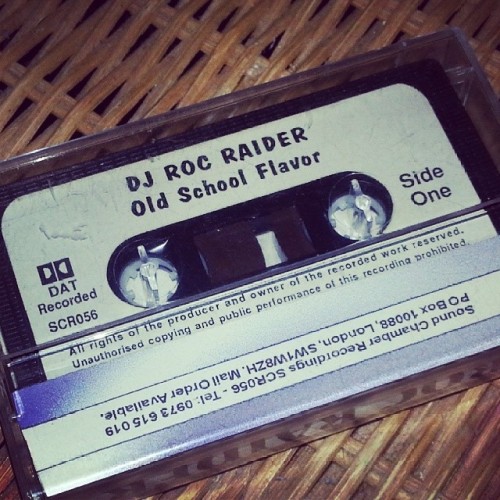 DJ ROC RAIDER
Old School Flavor
Side
One
DAT
Recorded
SCR056
All rights of the producer and owner of the recorded work reserved.
Unauthorised copying and public performance of this recording prohibited.
Sound Chamber Recordings SCR056 - Tel: 0973 615 019
PO Box 10088, London, SW1W8ZH. Mail Order Available.